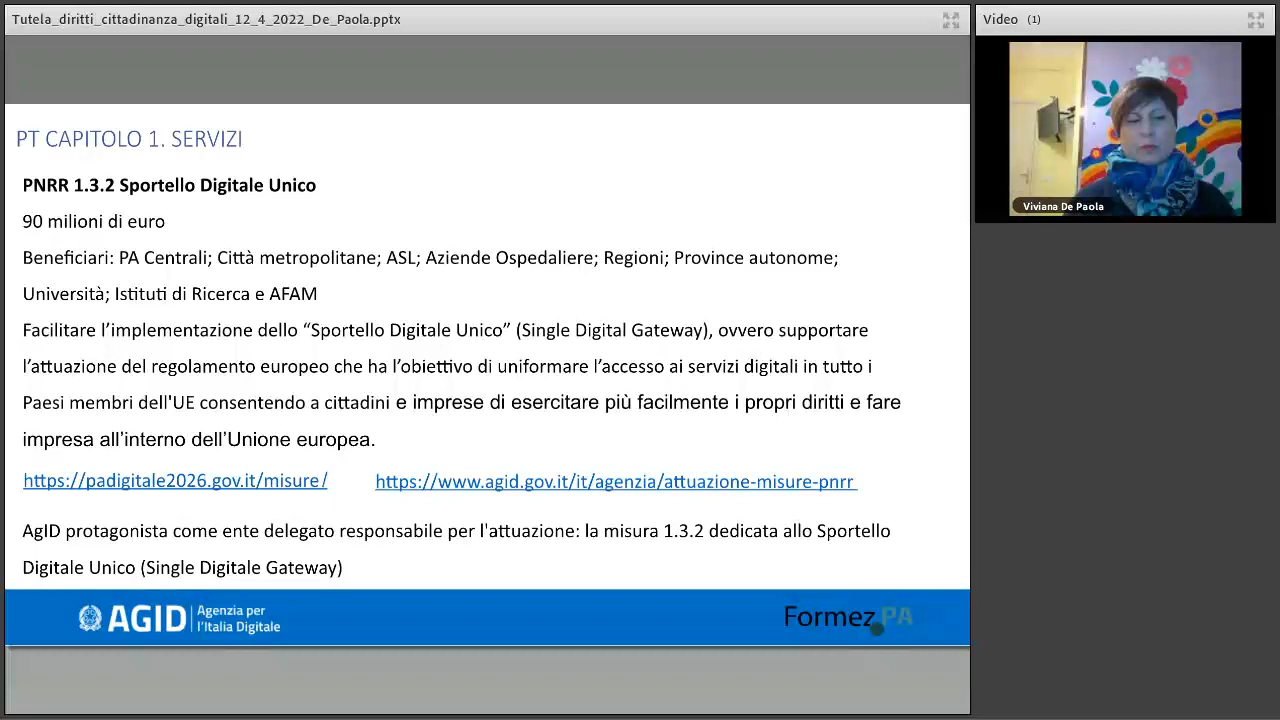 Tutela_diritti_cittadinanza_digitali_12_4_2022_De_Paola.pptx
Video (1)
Viviana De Paola
PT CAPITOLO 1. SERVIZI
PNRR 1.3.2 Sportello Digitale Unico
90 milioni di euro
Beneficiari: PA Centrali; Città metropolitane; ASL; Aziende Ospedaliere; Regioni; Province autonome;
Università; Istituti di Ricerca e AFAM
Facilitare l’implementazione dello “Sportello Digitale Unico” (Single Digital Gateway), ovvero supportare
l’attuazione del regolamento europeo che ha l’obiettivo di uniformare l’accesso ai servizi digitali in tutto i
Paesi membri dell'UE consentendo a cittadini e imprese di esercitare più facilmente i propri diritti e fare
impresa all’interno dell’Unione europea.
https://padigitale2026.gov.it/misure/ https://www.agid.gov.it/it/agenzia/attuazione-misure-pnrr
AgID protagonista come ente delegato responsabile per l'attuazione: la misura 1.3.2 dedicata allo Sportello
Digitale Unico (Single Digitale Gateway)
AGID Agenzia per
l’Italia Digitale
Formez PA